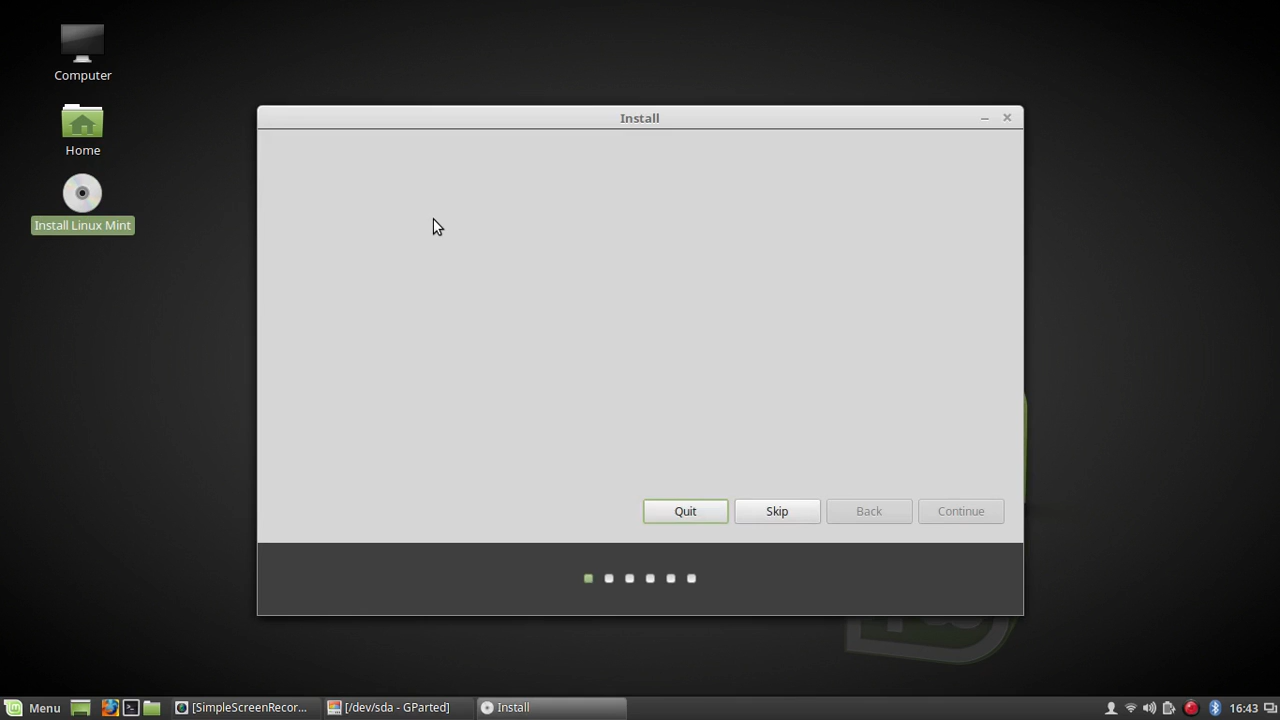 Computer
Home
Install Linux Mint
Install
Quit
Skip
Back
Continue
Menu
[SimpleScreenRecor...
[/dev/sda - GParted]
Install
16:43